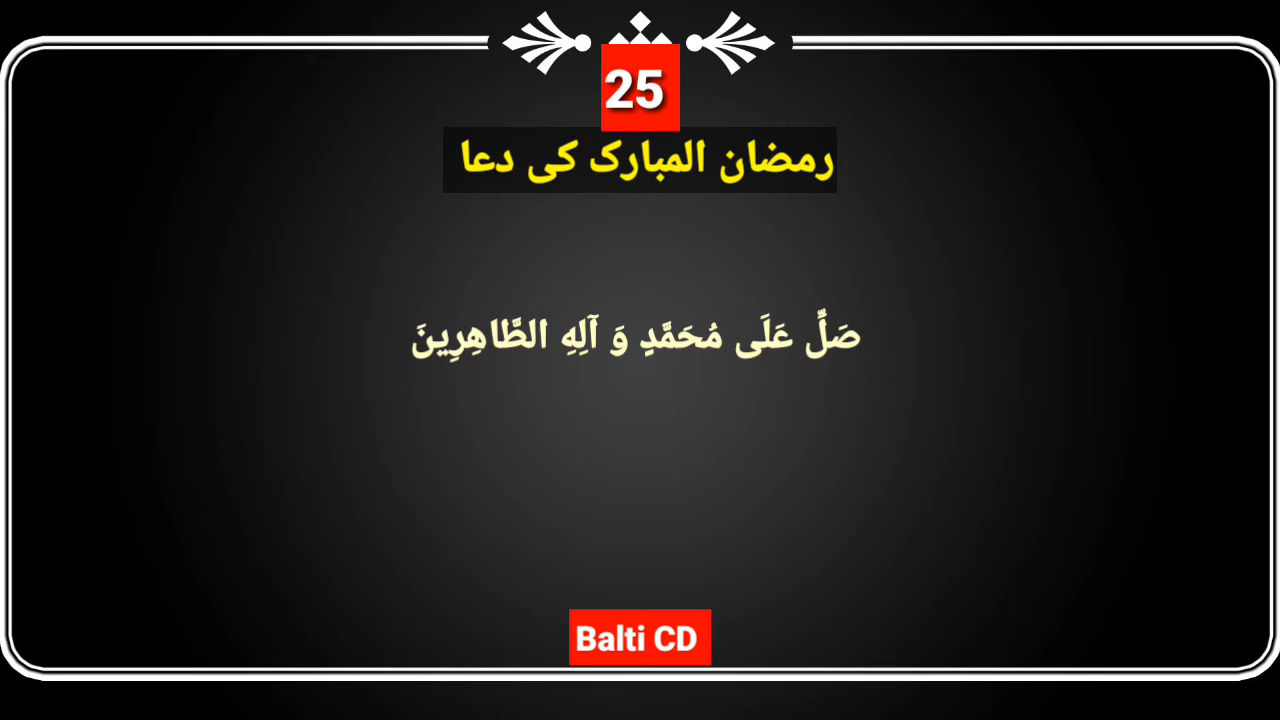 25
رمضان المبارک کی دعا
صَلِّ عَلَى مُحَمَّدٍ وَ آلِهِ الطَّاهِرِينَ
Balti CD